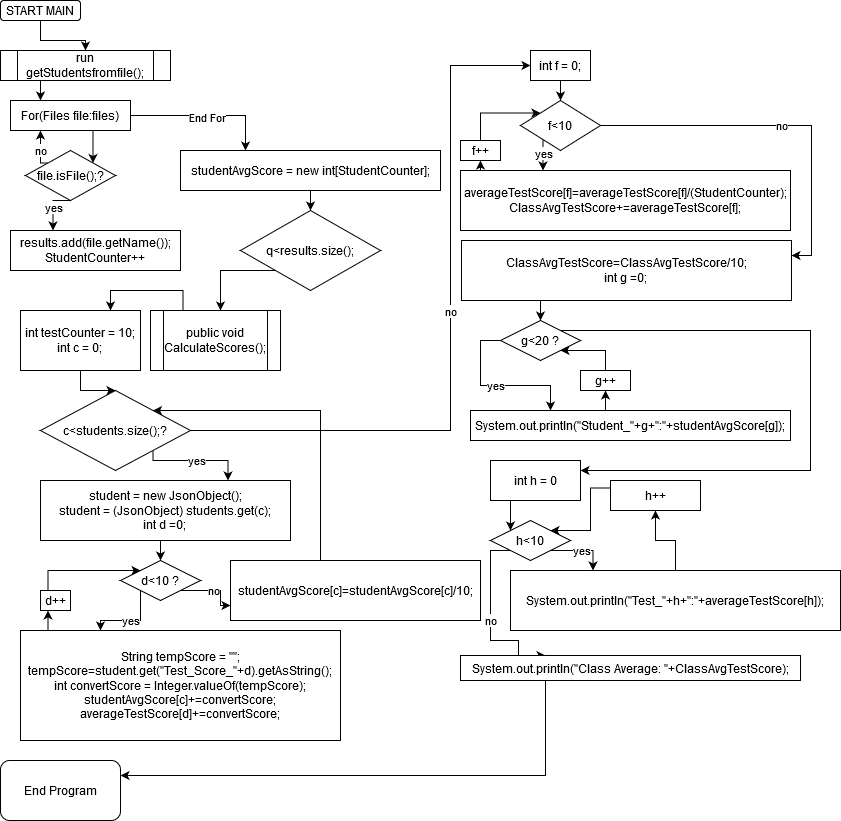 START MAIN
run
getStudentsfromfile();
For(Files file:files)
End For
no
file.isFile();?
yes
results.add(file.getName());
StudentCounter++
studentAvgScore = new int[StudentCounter];
q<results.size();
public void
CalculateScores();
int testCounter = 10;
int c = 0;
c<students.size();?
no
yes
student = new JsonObject();
student = (JsonObject) students.get(c);
int d =0;
d<10 ?
no
yes
d++
studentAvgScore[c]=studentAvgScore[c]/10;
String tempScore = "";
tempScore=student.get("Test_Score_"+d).getAsString();
int convertScore = Integer.valueOf(tempScore);
studentAvgScore[c]+=convertScore;
averageTestScore[d]+=convertScore;
int f = 0;
f<10
no
f++
yes
averageTestScore[f]=averageTestScore[f]/(StudentCounter);
ClassAvgTestScore+=averageTestScore[f];
ClassAvgTestScore=ClassAvgTestScore/10;
int g =0;
g<20 ?
yes
g++
System.out.println("Student_"+g+":"+studentAvgScore[g]);
int h = 0
h++
h<10
yes
no
System.out.println("Test_"+h+":"+averageTestScore[h]);
System.out.println("Class Average: "+ClassAvgTestScore);
End Program